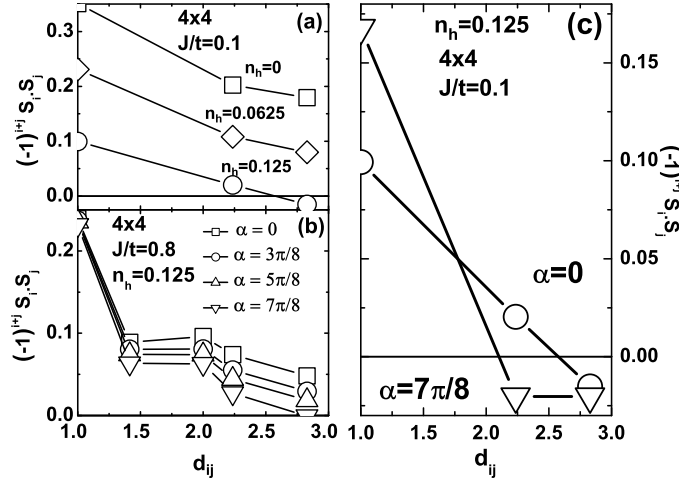 (a)
4x4
J/t=0.1
n_h=0
n_h=0.0625
n_h=0.125
0.3
0.2
0.1
0.0
(-1)^{i+j} S_i.S_j
(b)
4x4
J/t=0.8
n_h=0.125
α = 0
α = 3π/8
α = 5π/8
α = 7π/8
0.2
0.1
0.0
(-1)^{i+j} S_i.S_j
1.0 1.5 2.0 2.5 3.0
d_{ij}
(c)
n_h=0.125
4x4
J/t=0.1
α=0
α=7π/8
0.15
0.10
0.05
0.00
(-1)^{i+j} S_i.S_j
1.0 1.5 2.0 2.5 3.0
d_{ij}